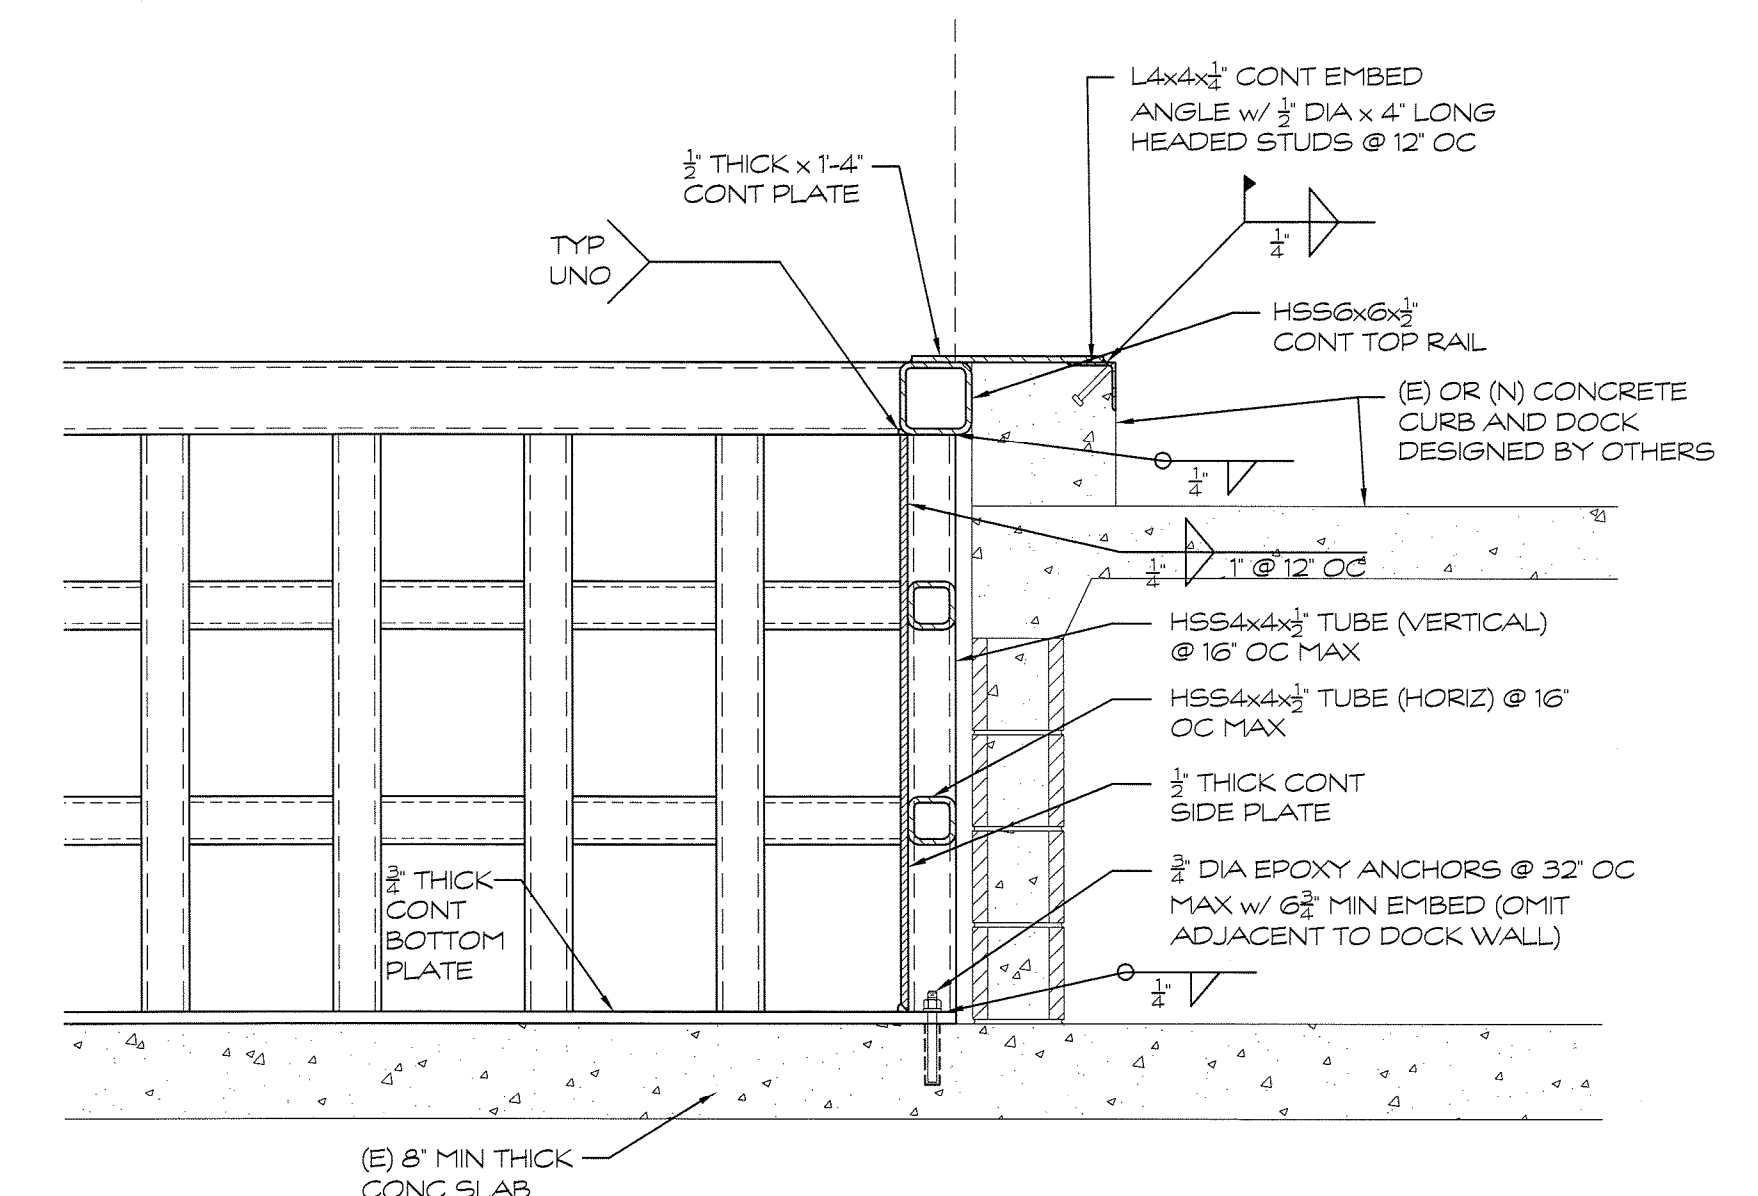 L4x4x1/4" CONT EMBED
ANGLE w/ 1/2" DIA x 4" LONG
HEADED STUDS @ 12" OC
1/2" THICK x 1'-4"
CONT PLATE
1/4"
TYP
UNO
HSS6x6x1/2"
CONT TOP RAIL
(E) OR (N) CONCRETE
CURB AND DOCK
DESIGNED BY OTHERS
1/4"
1/4" 1" @ 12" OC
HSS4x4x1/2" TUBE (VERTICAL)
@ 16" OC MAX
HSS4x4x1/2" TUBE (HORIZ) @ 16"
OC MAX
1/2" THICK CONT
SIDE PLATE
3/4" DIA EPOXY ANCHORS @ 32" OC
MAX w/ 6 3/4" MIN EMBED (OMIT
ADJACENT TO DOCK WALL)
3/4" THICK
CONT
BOTTOM
PLATE
1/4"
(E) 8" MIN THICK
CONC SLAB